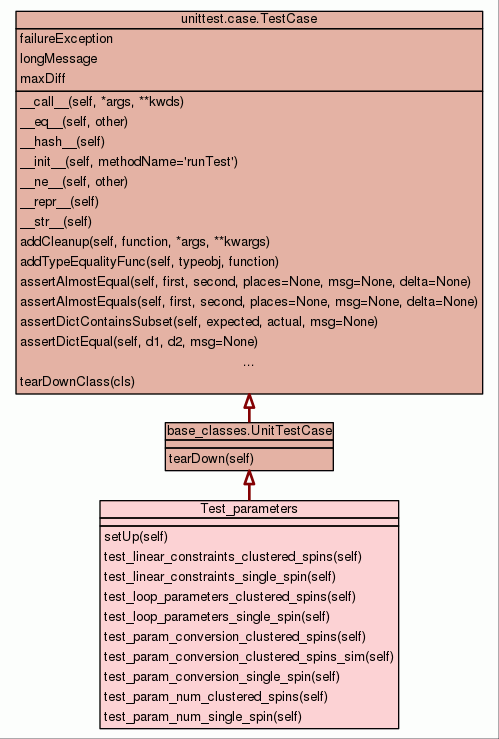 unittest.case.TestCase
failureException
longMessage
maxDiff
__call__(self, *args, **kwds)
__eq__(self, other)
__hash__(self)
__init__(self, methodName='runTest')
__ne__(self, other)
__repr__(self)
__str__(self)
addCleanup(self, function, *args, **kwargs)
addTypeEqualityFunc(self, typeobj, function)
assertAlmostEqual(self, first, second, places=None, msg=None, delta=None)
assertAlmostEquals(self, first, second, places=None, msg=None, delta=None)
assertDictContainsSubset(self, expected, actual, msg=None)
assertDictEqual(self, d1, d2, msg=None)
...
tearDownClass(cls)
base_classes.UnitTestCase
tearDown(self)
Test_parameters
setUp(self)
test_linear_constraints_clustered_spins(self)
test_linear_constraints_single_spin(self)
test_loop_parameters_clustered_spins(self)
test_loop_parameters_single_spin(self)
test_param_conversion_clustered_spins(self)
test_param_conversion_clustered_spins_sim(self)
test_param_conversion_single_spin(self)
test_param_num_clustered_spins(self)
test_param_num_single_spin(self)